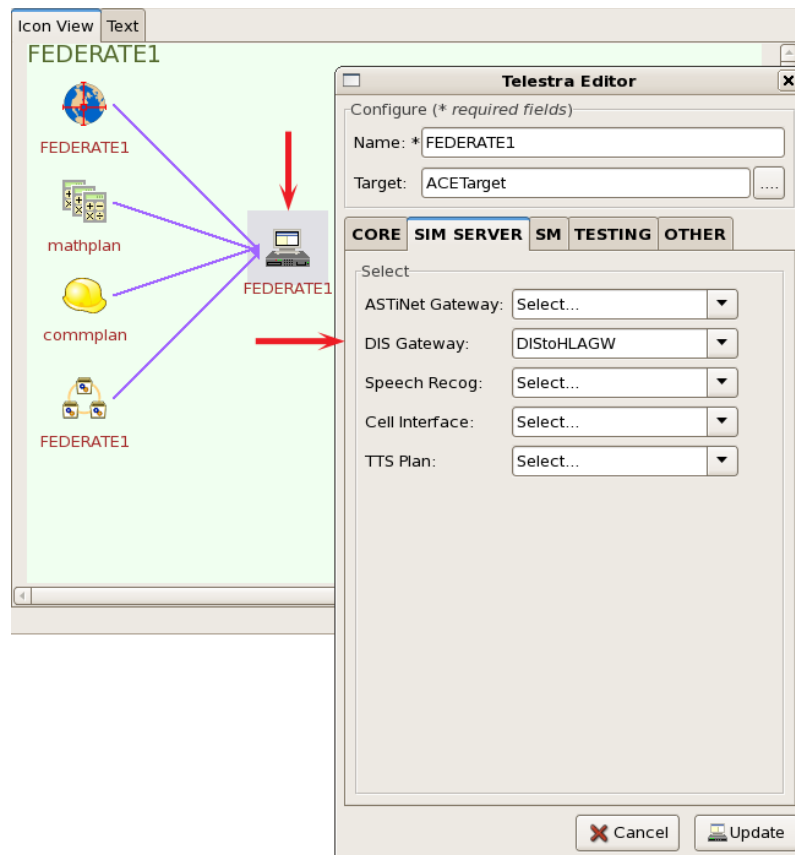 Icon View Text
FEDERATE1
FEDERATE1
mathplan
commplan
FEDERATE1
FEDERATE1
Telestra Editor
Configure (* required fields)
Name: * FEDERATE1
Target: ACETarget ....
CORE SIM SERVER SM TESTING OTHER
Select
ASTiNet Gateway: Select...
DIS Gateway: DIStoHLAGW
Speech Recog: Select...
Cell Interface: Select...
TTS Plan: Select...
Cancel Update